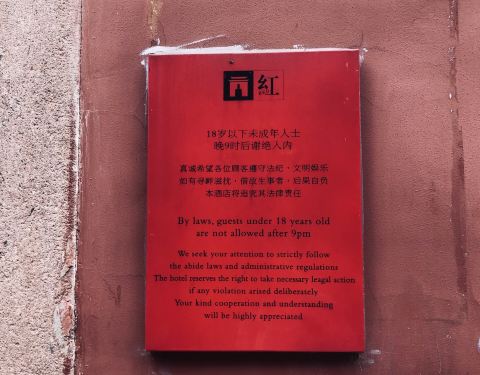 紅
18岁以下未成年人士
晚9时后谢绝入内
真诚希望各位顾客遵守法纪，文明娱乐
如有寻衅滋扰，借故生事者，后果自负
本酒店将追究其法律责任
By laws, guests under 18 years old
are not allowed after 9pm
We seek your attention to strictly follow
the abide laws and administrative regulations
The hotel reserves the right to take necessary leagal action
if any violation arised deliberately
Your kind cooperation and understanding
will be highly appreciated